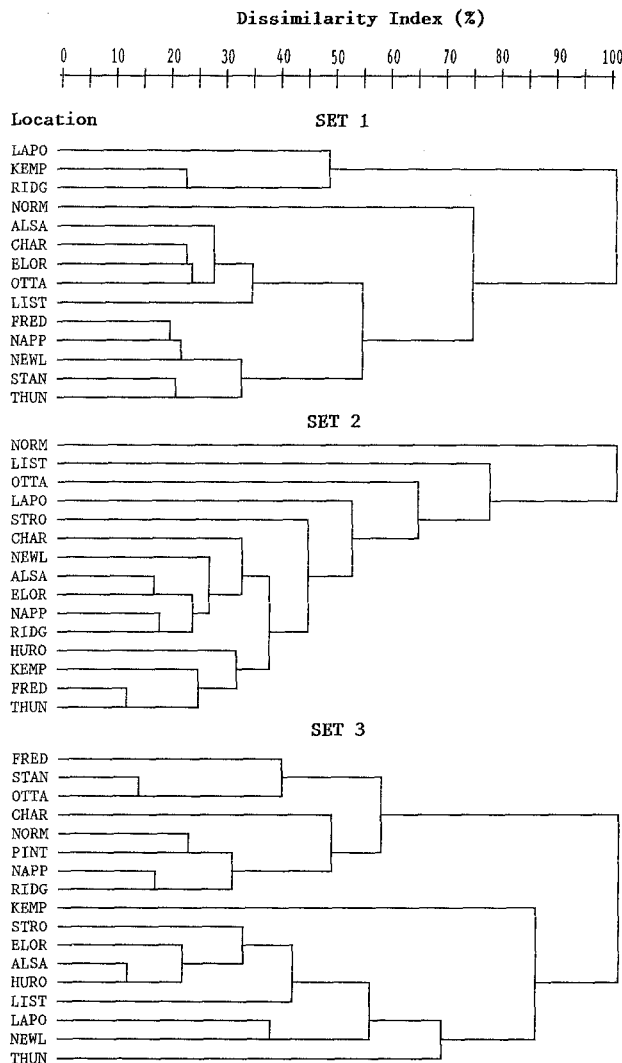 Dissimilarity Index (%)
0 10 20 30 40 50 60 70 80 90 100
Location SET 1
LAPO
KEMP
RIDG
NORM
ALSA
CHAR
ELOR
OTTA
LIST
FRED
NAPP
NEWL
STAN
THUN
SET 2
NORM
LIST
OTTA
LAPO
STRO
CHAR
NEWL
ALSA
ELOR
NAPP
RIDG
HURO
KEMP
FRED
THUN
SET 3
FRED
STAN
OTTA
CHAR
NORM
PINT
NAPP
RIDG
KEMP
STRO
ELOR
ALSA
HURO
LIST
LAPO
NEWL
THUN